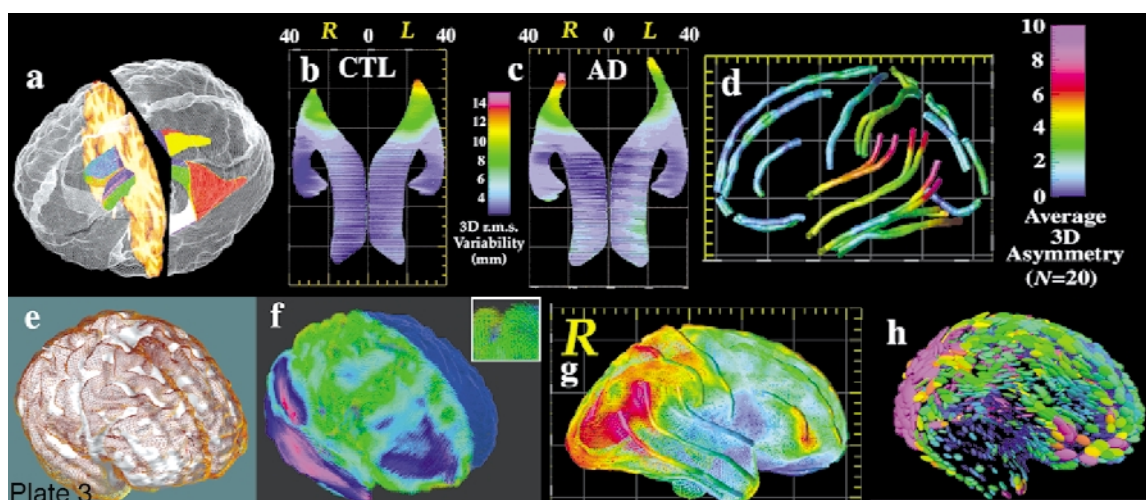 a
40 R 0 L 40
b CTL
14
12
10
8
6
4
3D r.m.s.
Variability
(mm)
40 R 0 L 40
c AD
d
10
8
6
4
2
0
Average
3D
Asymmetry
(N=20)
e
f
R
g
h
Plate 3